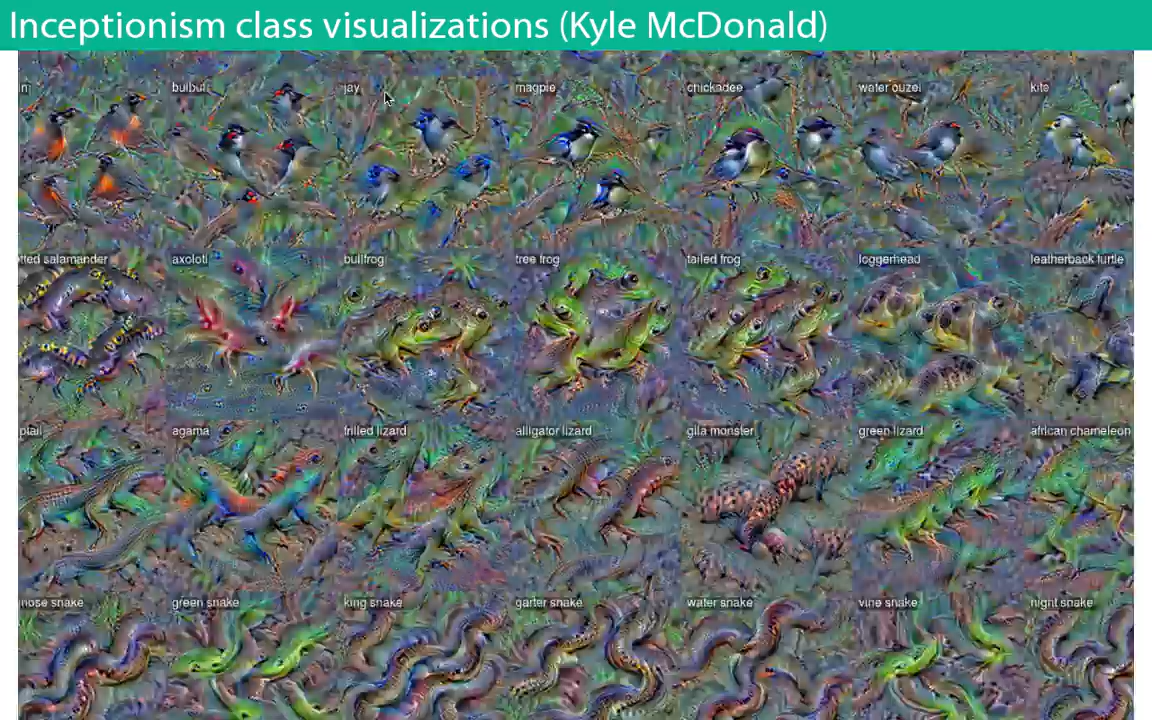 Inceptionism class visualizations (Kyle McDonald)
bulbul jay magpie chickadee water ouzel kite
tted salamander axolotl bullfrog tree frog tailed frog loggerhead leatherback turtle
ptail agama frilled lizard alligator lizard gila monster green lizard african chameleon
nose snake green snake king snake garter snake water snake vine snake night snake